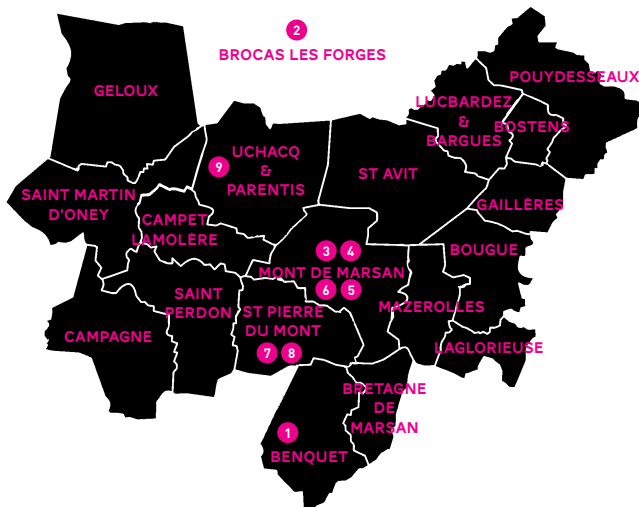 2
BROCAS LES FORGES
POUYDESSEAUX
GELOUX
LUCBARDEZ
&
BARGUES
BOSTENS
UCHACQ
&
PARENTIS
9
ST AVIT
SAINT MARTIN
D'ONEY
GAILLÈRES
CAMPET
LAMOLÈRE
BOUGUE
3 4
MONT DE MARSAN
6 5
SAINT
PERDON
MAZEROLLES
ST PIERRE
DU MONT
7 8
CAMPAGNE
LAGLORIEUSE
BRETAGNE
DE
MARSAN
1
BENQUET